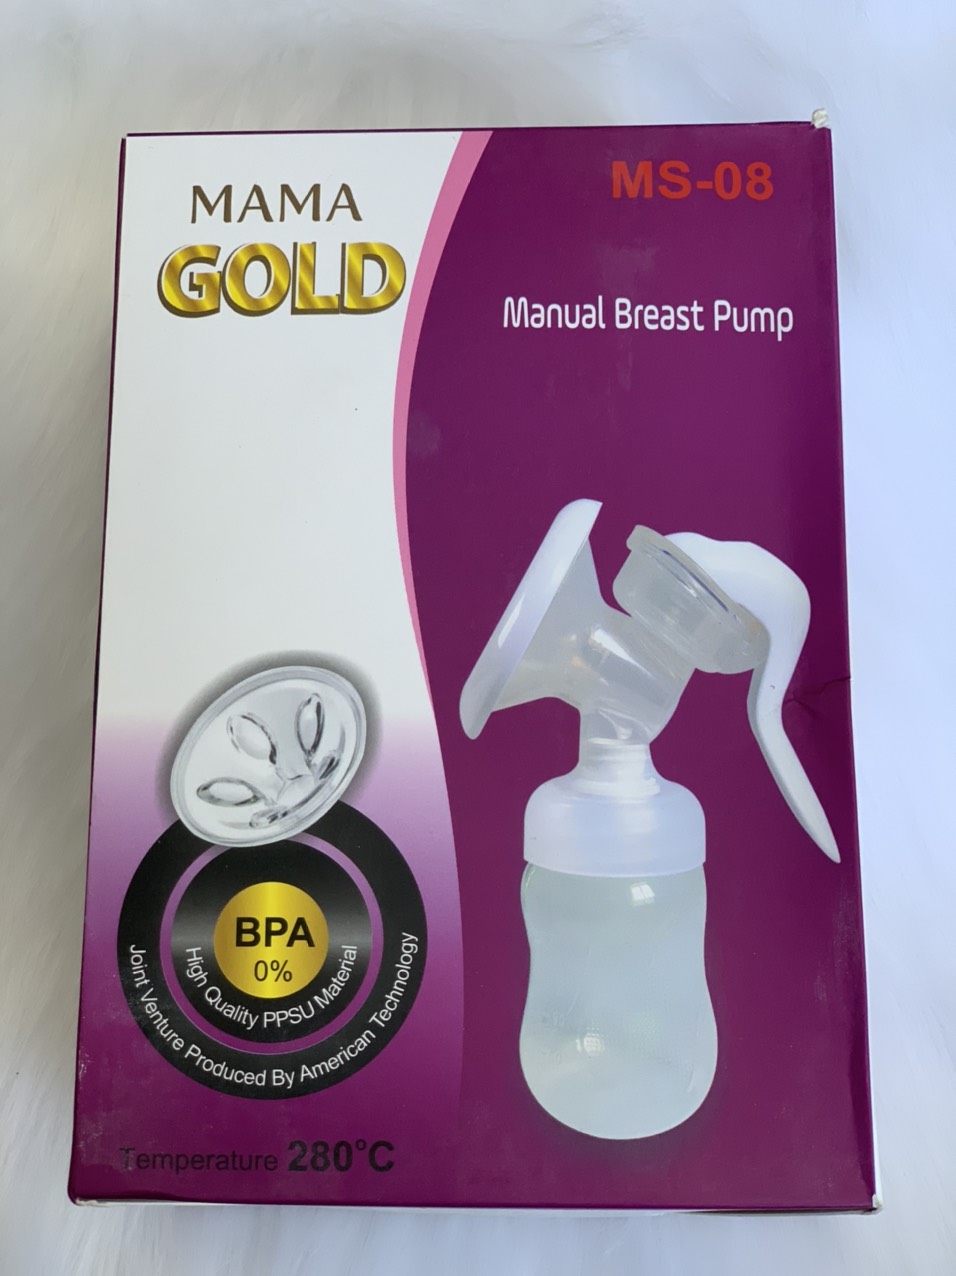 MAMA
GOLD
MS-08
Manual Breast Pump
BPA
0%
High Quality PPSU Material
Joint Venture Produced By American Technology
Temperature 280°C